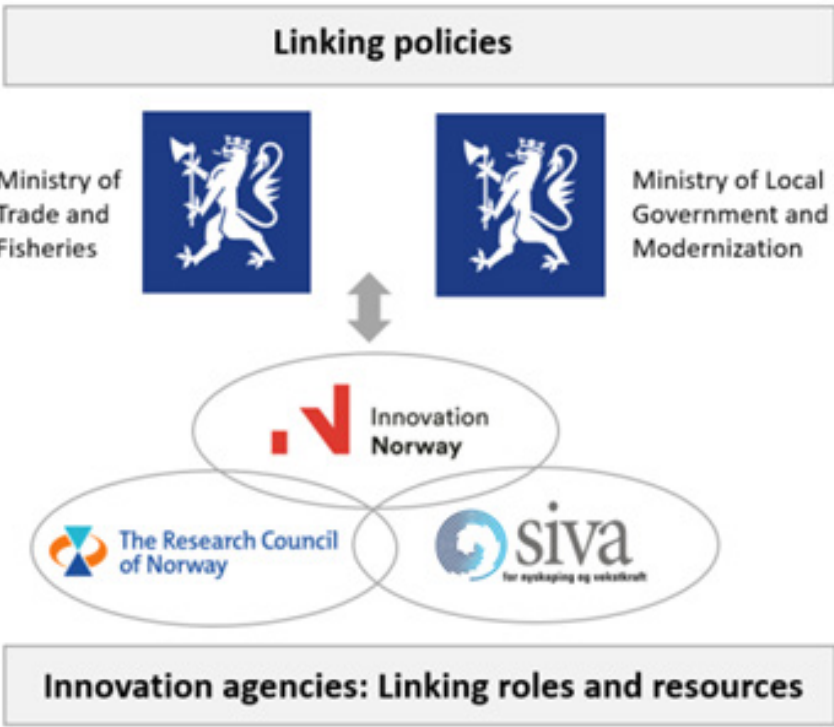 Linking policies
Ministry of
Trade and
Fisheries
Ministry of Local
Government and
Modernization
Innovation
Norway
The Research Council
of Norway
siva
for nyskaping og vekstkraft
Innovation agencies: Linking roles and resources